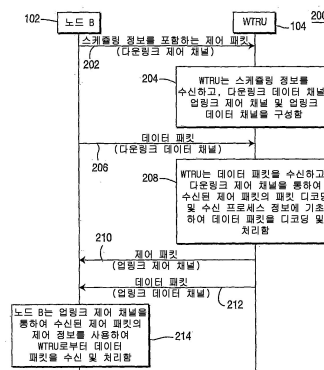 102
노드 B
WTRU
104
200
스케쥴링 정보를 포함하는 제어 패킷
202
(다운링크 제어 채널)
204
WTRU는 스케쥴링 정보를
수신하고, 다운링크 데이터 채널,
업링크 제어 채널 및 업링크
데이터 채널을 구성함
데이터 패킷
206
(다운링크 데이터 채널)
208
WTRU는 데이터 패킷을 수신하고,
다운링크 제어 채널을 통하여
수신된 제어 패킷의 패킷 디코딩
및 수신 프로세스 정보에 기초
하여 데이터 패킷을 디코딩 및
처리함
210
제어 패킷
(업링크 제어 채널)
데이터 패킷
(업링크 데이터 채널)
212
노드 B는 업링크 제어 채널을
통하여 수신된 제어 패킷의
제어 정보를 사용하여
WTRU로부터 데이터
패킷을 수신 및 처리함
214